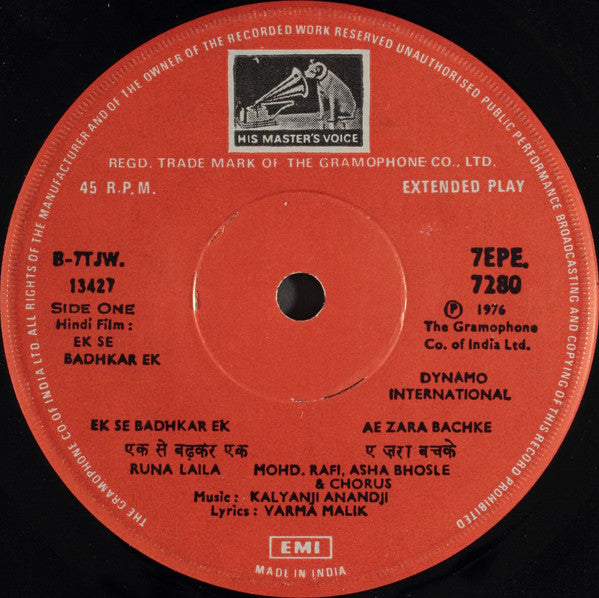 THE GRAMOPHONE CO OF INDIA LTD. ALL RIGHTS OF THE MANUFACTURER AND OF THE OWNER OF THE RECORDED WORK RESERVED UNAUTHORISED PUBLIC PERFORMANCE BROADCASTING AND COPYING OF THIS RECORD PROHIBITED
HIS MASTER'S VOICE
REGD. TRADE MARK OF THE GRAMOPHONE CO., LTD.
45 R.P.M.
EXTENDED PLAY
B-7TJW.
13427
7EPE.
7280
SIDE ONE
Hindi Film:
EK SE
BADHKAR EK
Ⓟ 1976
The Gramophone
Co. of India Ltd.
DYNAMO
INTERNATIONAL
EK SE BADHKAR EK
एक से बढ़कर एक
RUNA LAILA
AE ZARA BACHKE
ए ज़रा बचके
MOHD. RAFI, ASHA BHOSLE
& CHORUS
Music: KALYANJI ANANDJI
Lyrics: VARMA MALIK
EMI
MADE IN INDIA